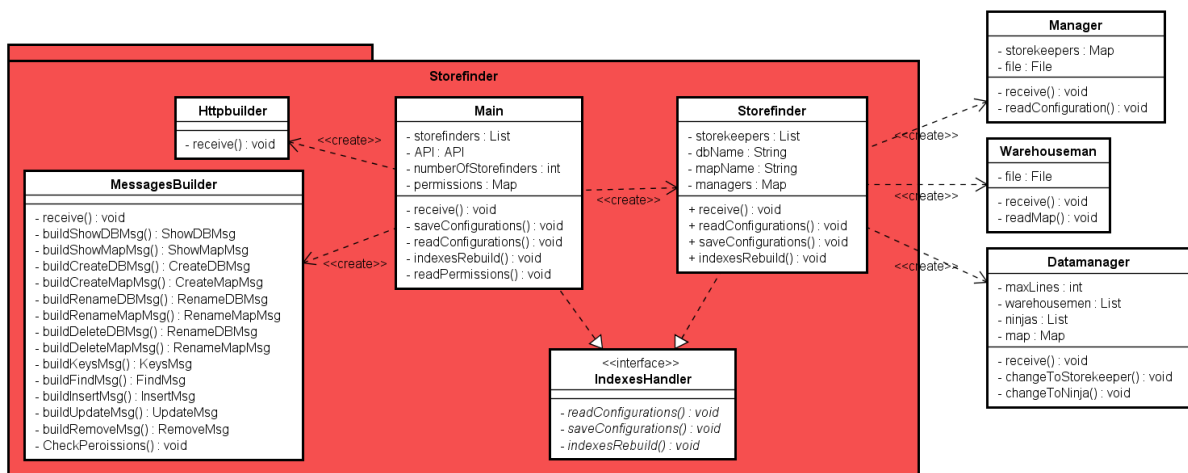 Storefinder
Httpbuilder
- receive() : void
MessagesBuilder
- receive() : void
- buildShowDBMsg() : ShowDBMsg
- buildShowMapMsg() : ShowMapMsg
- buildCreateDBMsg() : CreateDBMsg
- buildCreateMapMsg() : CreateMapMsg
- buildRenameDBMsg() : RenameDBMsg
- buildRenameMapMsg() : RenameMapMsg
- buildDeleteDBMsg() : RenameDBMsg
- buildDeleteMapMsg() : RenameMapMsg
- buildKeysMsg() : KeysMsg
- buildFindMsg() : FindMsg
- buildInsertMsg() : InsertMsg
- buildUpdateMsg() : UpdateMsg
- buildRemoveMsg() : RemoveMsg
- CheckPeroissions() : void
<<create>>
<<create>>
Main
- storefinders : List
- API : API
- numberOfStorefinders : int
- permissions : Map
- receive() : void
- saveConfigurations() : void
- readConfigurations() : void
- indexesRebuild() : void
- readPermissions() : void
<<create>>
Storefinder
- storekeepers : List
- dbName : String
- mapName : String
- managers : Map
+ receive() : void
+ readConfigurations() : void
+ saveConfigurations() : void
+ indexesRebuild() : void
<<interface>>
IndexesHandler
- readConfigurations() : void
- saveConfigurations() : void
- indexesRebuild() : void
<<create>>
<<create>>
<<create>>
Manager
- storekeepers : Map
- file : File
- receive() : void
- readConfiguration() : void
Warehouseman
- file : File
- receive() : void
- readMap() : void
Datamanager
- maxLines : int
- warehousemen : List
- ninjas : List
- map : Map
- receive() : void
- changeToStorekeeper() : void
- changeToNinja() : void